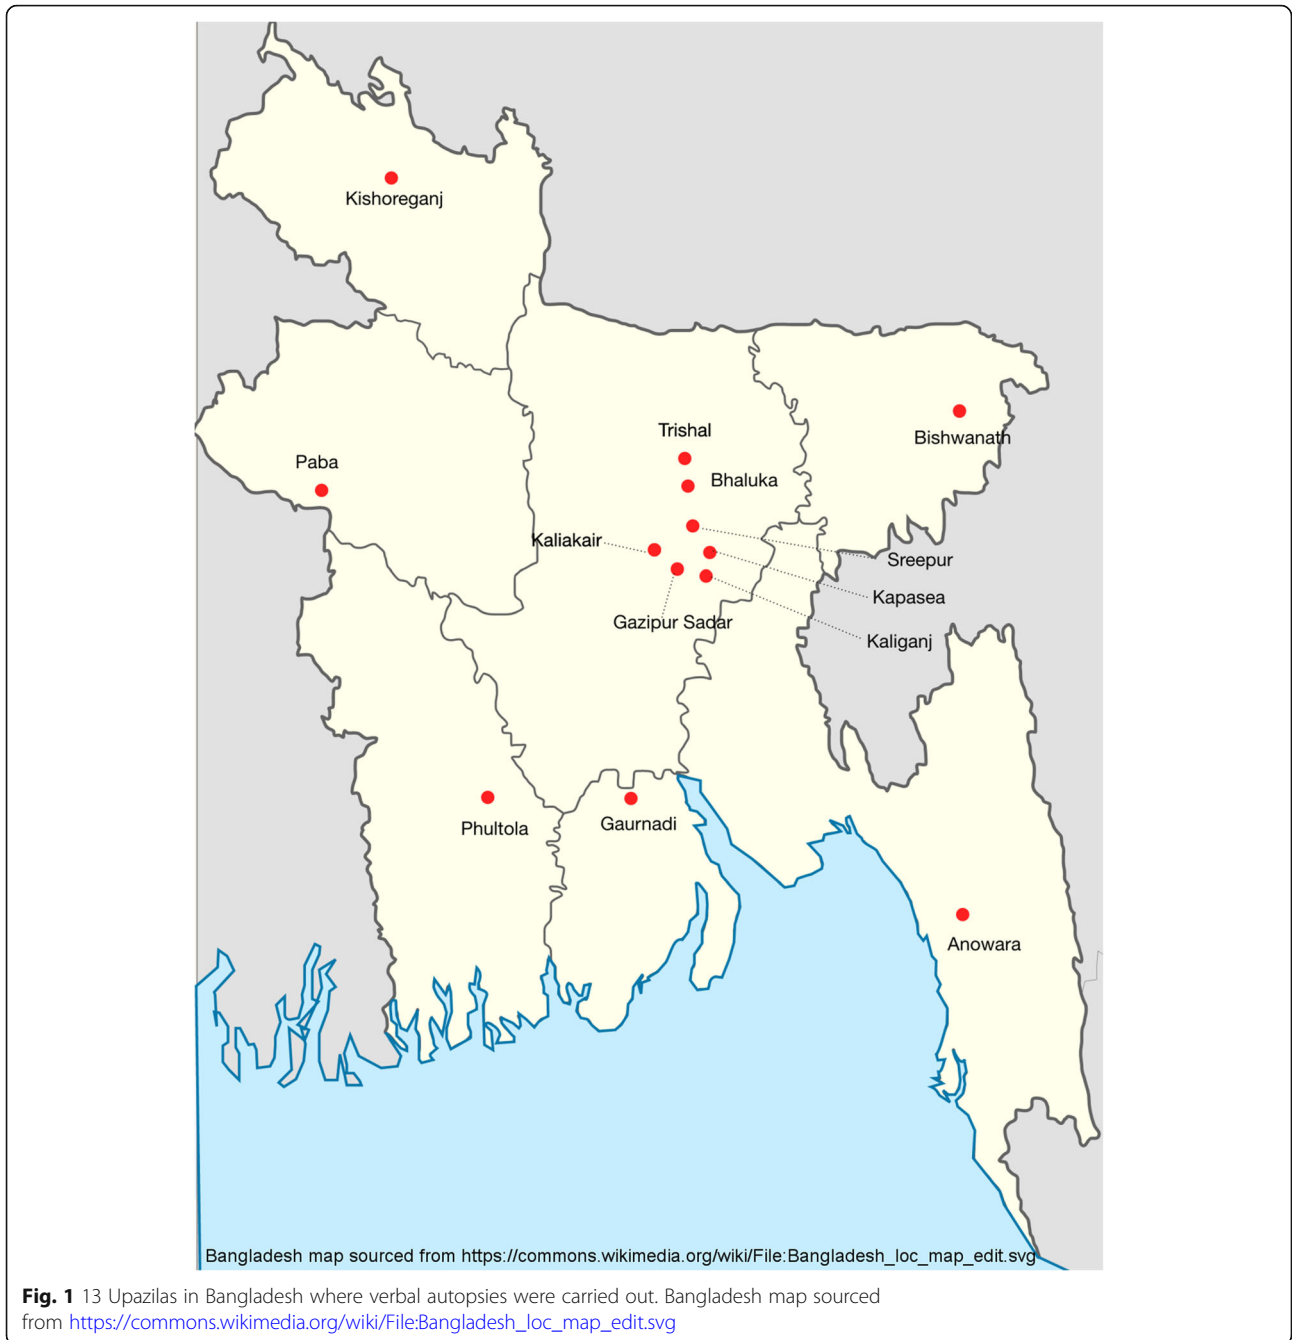 Kishoreganj
Trishal
Bishwanath
Paba
Bhaluka
Kaliakair
Sreepur
Kapasea
Gazipur Sadar
Kaliganj
Phultola
Gaurnadi
Anowara
Bangladesh map sourced from https://commons.wikimedia.org/wiki/File:Bangladesh_loc_map_edit.svg
Fig. 1 13 Upazilas in Bangladesh where verbal autopsies were carried out. Bangladesh map sourced
from https://commons.wikimedia.org/wiki/File:Bangladesh_loc_map_edit.svg